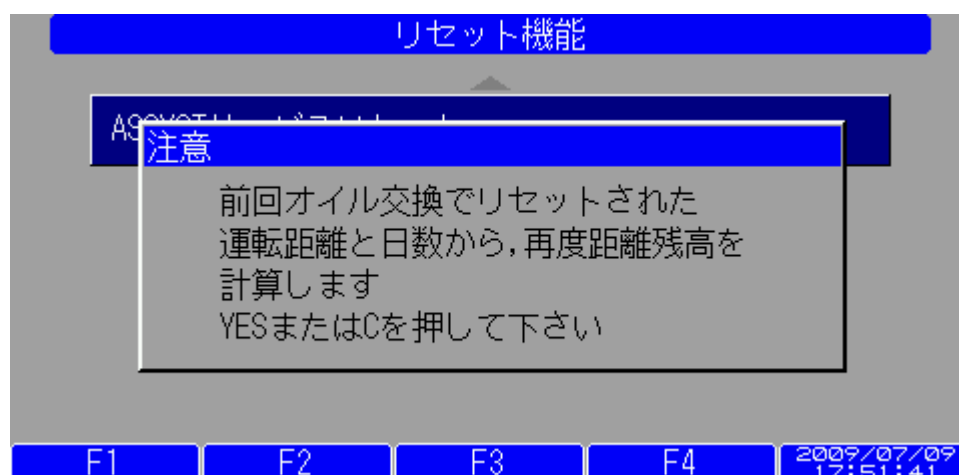 リセット機能
注意
前回オイル交換でリセットされた
運転距離と日数から,再度距離残高を
計算します
YESまたはCを押して下さい
F1 F2 F3 F4 2009/07/09
17:51:41